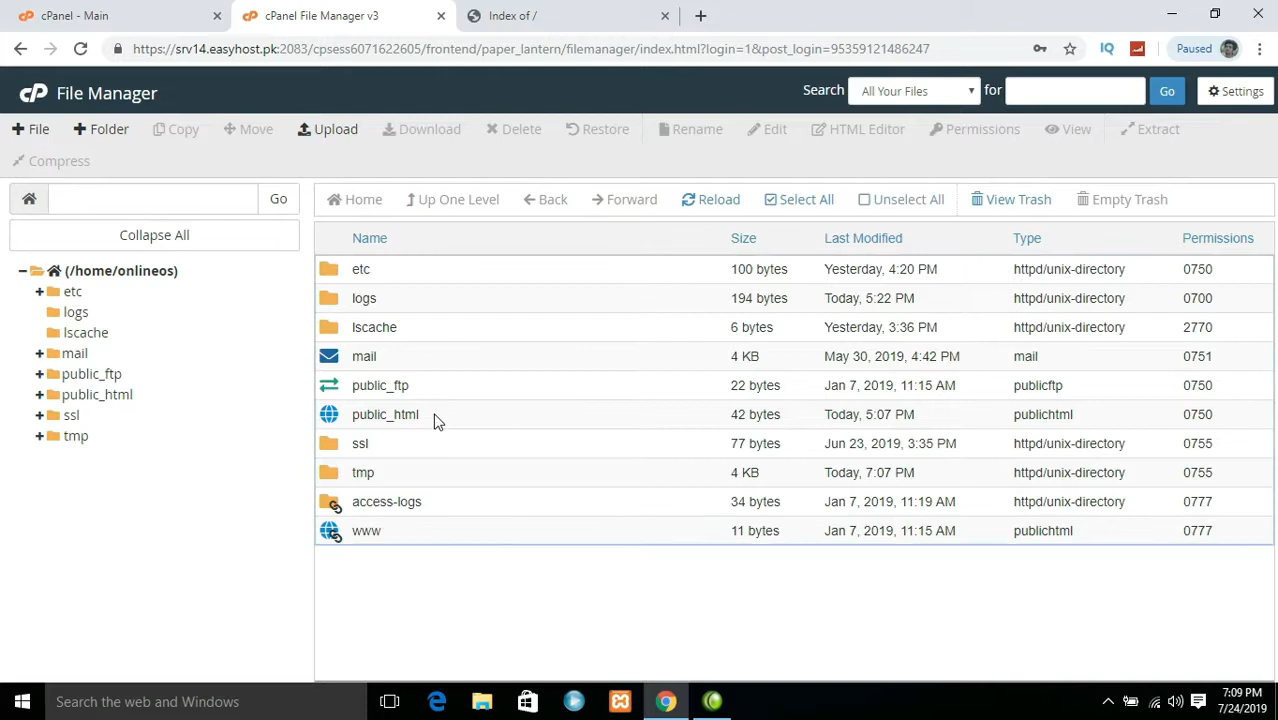 cPanel - Main
cPanel File Manager v3
Index of /
https://srv14.easyhost.pk:2083/cpsess6071622605/frontend/paper_lantern/filemanager/index.html?login=1&post_login=95359121486247
IQ
Paused
cP File Manager
Search All Your Files for Go Settings
+ File + Folder Copy Move Upload Download Delete Restore Rename Edit HTML Editor Permissions View Extract
Compress
Go
Home Up One Level Back Forward Reload Select All Unselect All View Trash Empty Trash
Collapse All
Name Size Last Modified Type Permissions
(/home/onlineos)
etc
logs
lscache
mail
public_ftp
public_html
ssl
tmp
etc 100 bytes Yesterday, 4:20 PM httpd/unix-directory 0750
logs 194 bytes Today, 5:22 PM httpd/unix-directory 0700
lscache 6 bytes Yesterday, 3:36 PM httpd/unix-directory 2770
mail 4 KB May 30, 2019, 4:42 PM mail 0751
public_ftp 22 bytes Jan 7, 2019, 11:15 AM publicftp 0750
public_html 42 bytes Today, 5:07 PM publichtml 0750
ssl 77 bytes Jun 23, 2019, 3:35 PM httpd/unix-directory 0755
tmp 4 KB Today, 7:07 PM httpd/unix-directory 0755
access-logs 34 bytes Jan 7, 2019, 11:19 AM httpd/unix-directory 0777
www 11 bytes Jan 7, 2019, 11:15 AM publichtml 0777
Search the web and Windows
7:09 PM
7/24/2019